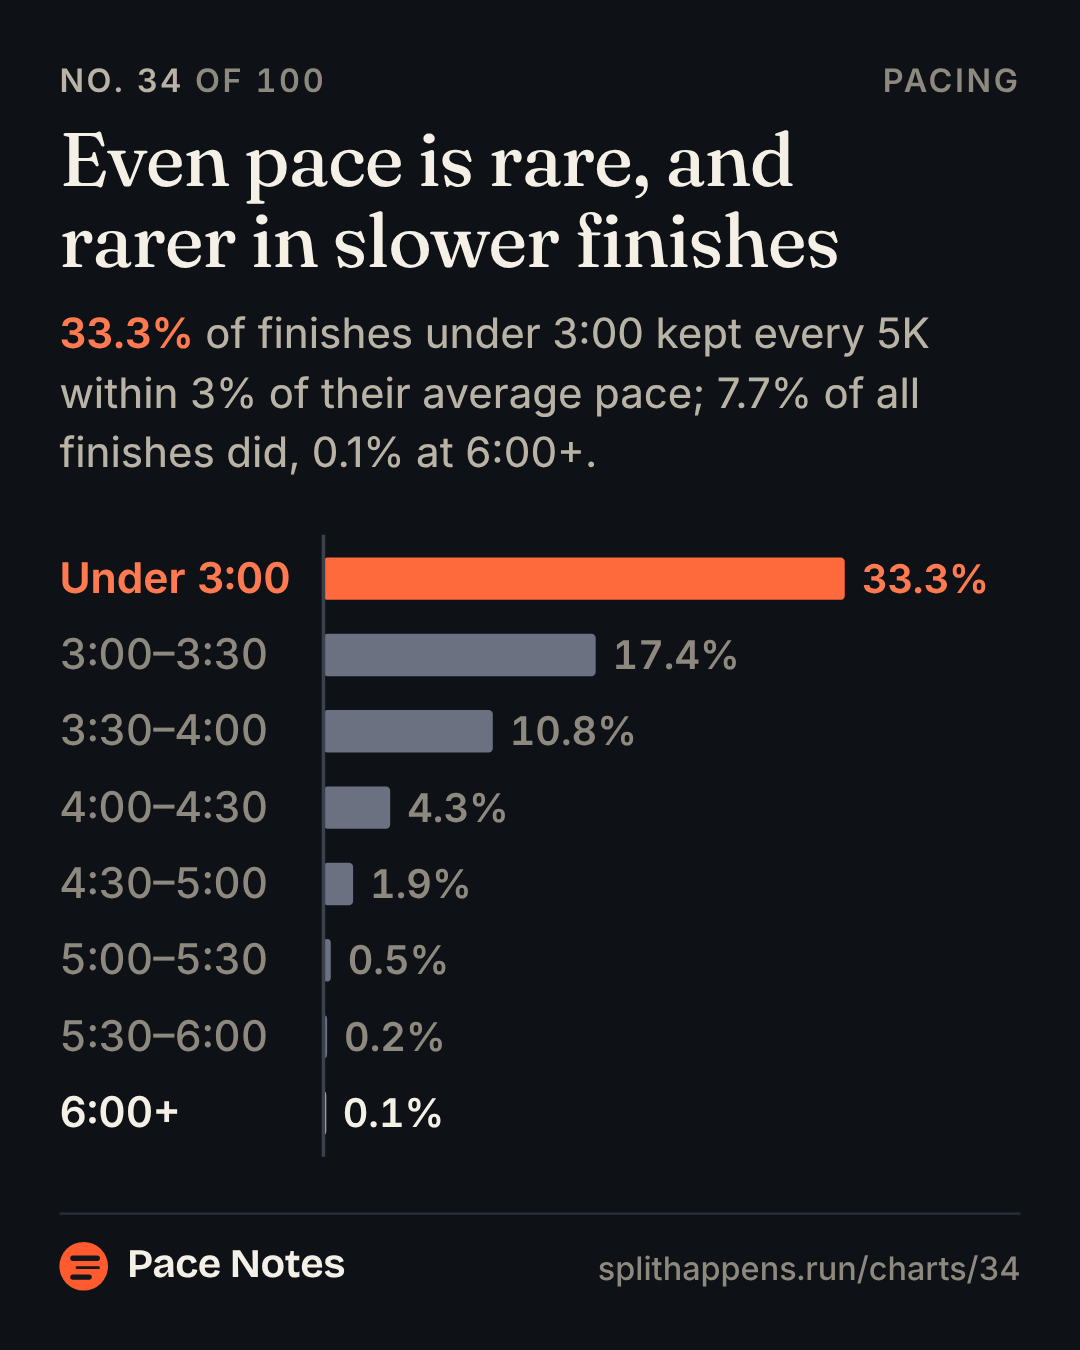 NO. 34 OF 100
PACING
Even pace is rare, and
rarer in slower finishes
33.3% of finishes under 3:00 kept every 5K
within 3% of their average pace; 7.7% of all
finishes did, 0.1% at 6:00+.
Under 3:00 33.3%
3:00–3:30 17.4%
3:30–4:00 10.8%
4:00–4:30 4.3%
4:30–5:00 1.9%
5:00–5:30 0.5%
5:30–6:00 0.2%
6:00+ 0.1%
Pace Notes
splithappens.run/charts/34